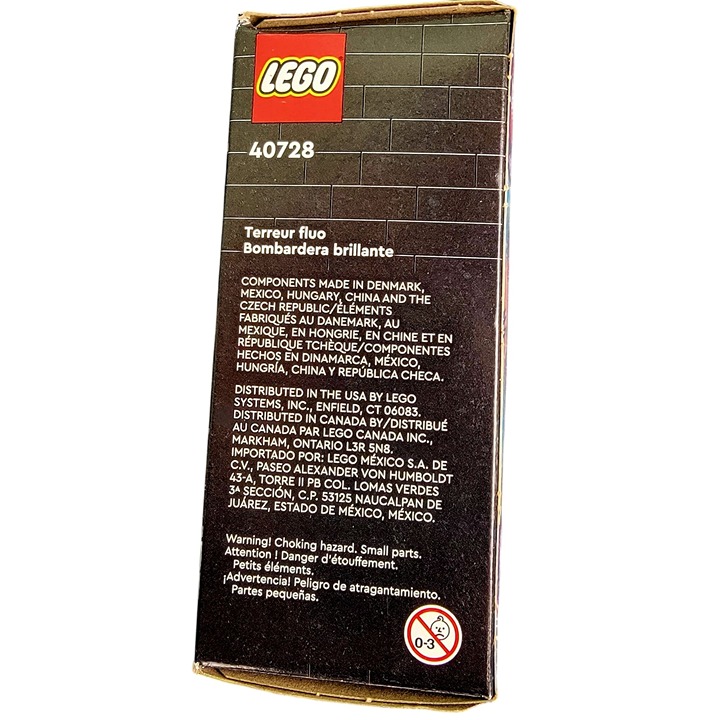 LEGO
40728
Terreur fluo
Bombardera brillante
COMPONENTS MADE IN DENMARK,
MEXICO, HUNGARY, CHINA AND THE
CZECH REPUBLIC/ÉLÉMENTS
FABRIQUÉS AU DANEMARK, AU
MEXIQUE, EN HONGRIE, EN CHINE ET EN
RÉPUBLIQUE TCHÈQUE/COMPONENTES
HECHOS EN DINAMARCA, MÉXICO,
HUNGRÍA, CHINA Y REPÚBLICA CHECA.
DISTRIBUTED IN THE USA BY LEGO
SYSTEMS, INC., ENFIELD, CT 06083.
DISTRIBUTED IN CANADA BY/DISTRIBUÉ
AU CANADA PAR LEGO CANADA INC.,
MARKHAM, ONTARIO L3R 5N8.
IMPORTADO POR: LEGO MÉXICO S.A. DE
C.V., PASEO ALEXANDER VON HUMBOLDT
43-A, TORRE II PB COL. LOMAS VERDES
3ª SECCIÓN, C.P. 53125 NAUCALPAN DE
JUÁREZ, ESTADO DE MÉXICO, MÉXICO.
Warning! Choking hazard. Small parts.
Attention ! Danger d'étouffement.
Petits éléments.
¡Advertencia! Peligro de atragantamiento.
Partes pequeñas.
0-3